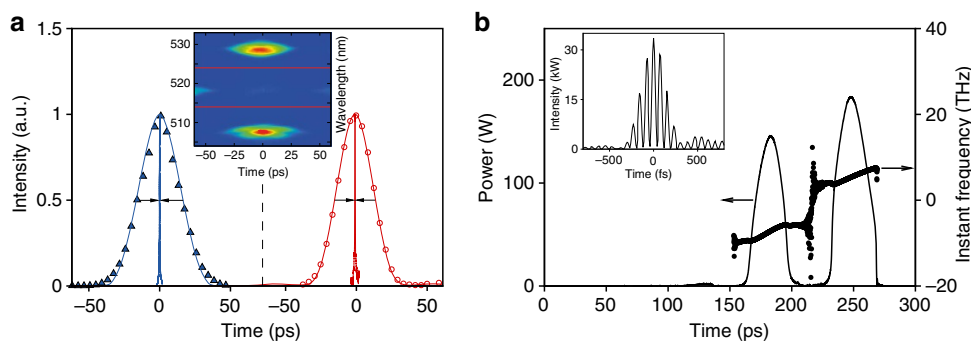 a
Intensity (a.u.)
1.5
1
0.5
0
−50 0 50 −50 0 50
Time (ps)
530
520
510
Wavelength (nm)
−50 −25 0 25 50
Time (ps)
b
Power (W)
200
100
0
0 50 100 150 200 250 300
Time (ps)
40
20
0
−20
Instant frequency (THz)
Intensity (kW)
30
15
0
−500 0 500
Time (fs)